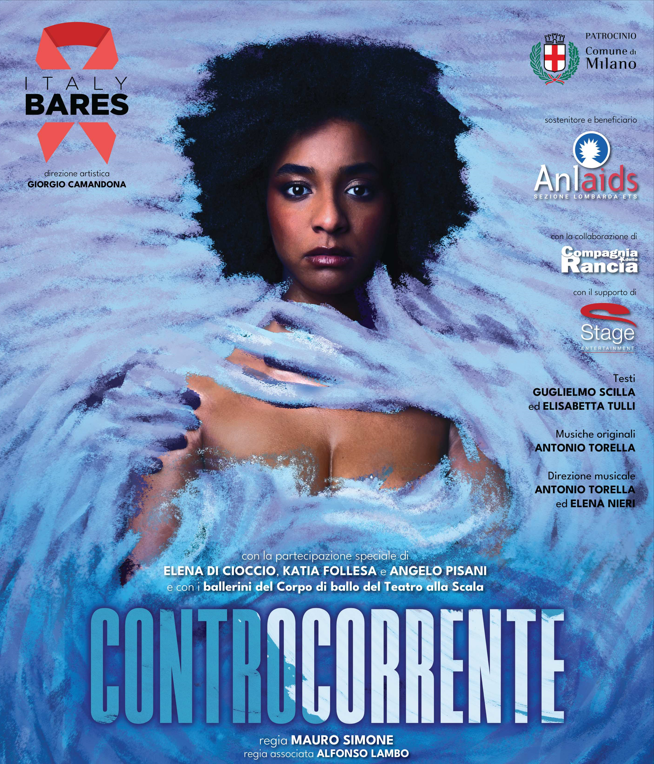 ITALY
BARES
direzione artistica
GIORGIO CAMANDONA
PATROCINIO
Comune di
Milano
sostenitore e beneficiario
Anlaids
SEZIONE LOMBARDA ETS
con la collaborazione di
Compagnia
della
Rancia
con il supporto di
Stage
ENTERTAINMENT
Testi
GUGLIELMO SCILLA
ed ELISABETTA TULLI
Musiche originali
ANTONIO TORELLA
Direzione musicale
ANTONIO TORELLA
ed ELENA NIERI
con la partecipazione speciale di
ELENA DI CIOCCIO, KATIA FOLLESA e ANGELO PISANI
e con i ballerini del Corpo di ballo del Teatro alla Scala
CONTROCORRENTE
regia MAURO SIMONE
regia associata ALFONSO LAMBO